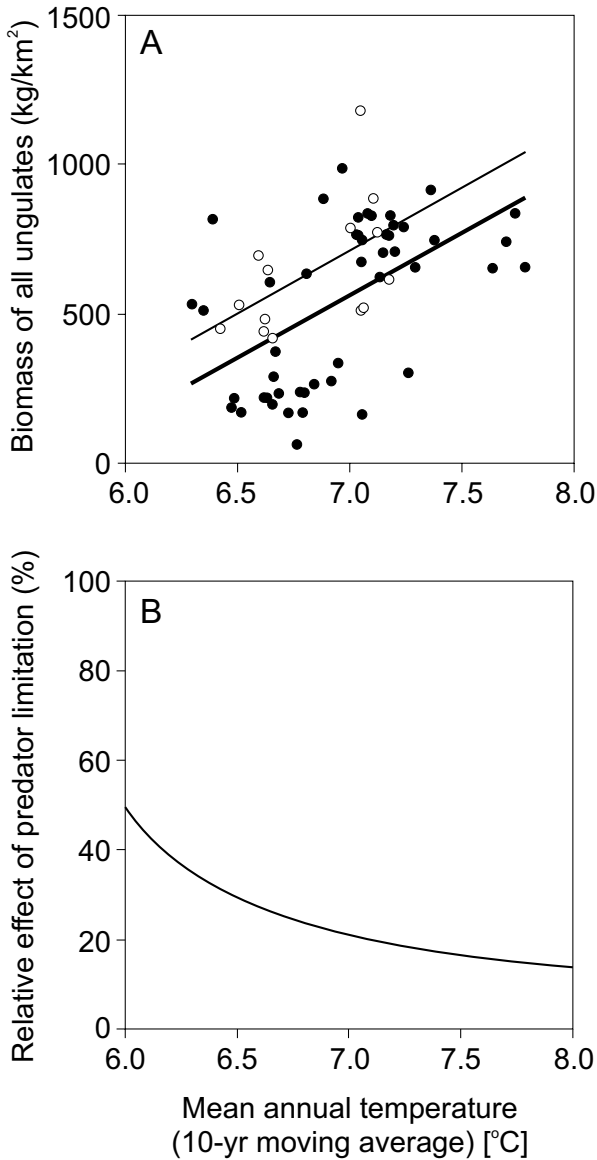 Biomass of all ungulates (kg/km²)
A
1500
1000
500
0
6.0 6.5 7.0 7.5 8.0
Relative effect of predator limitation (%)
B
100
80
60
40
20
0
6.0 6.5 7.0 7.5 8.0
Mean annual temperature
(10-yr moving average) [°C]